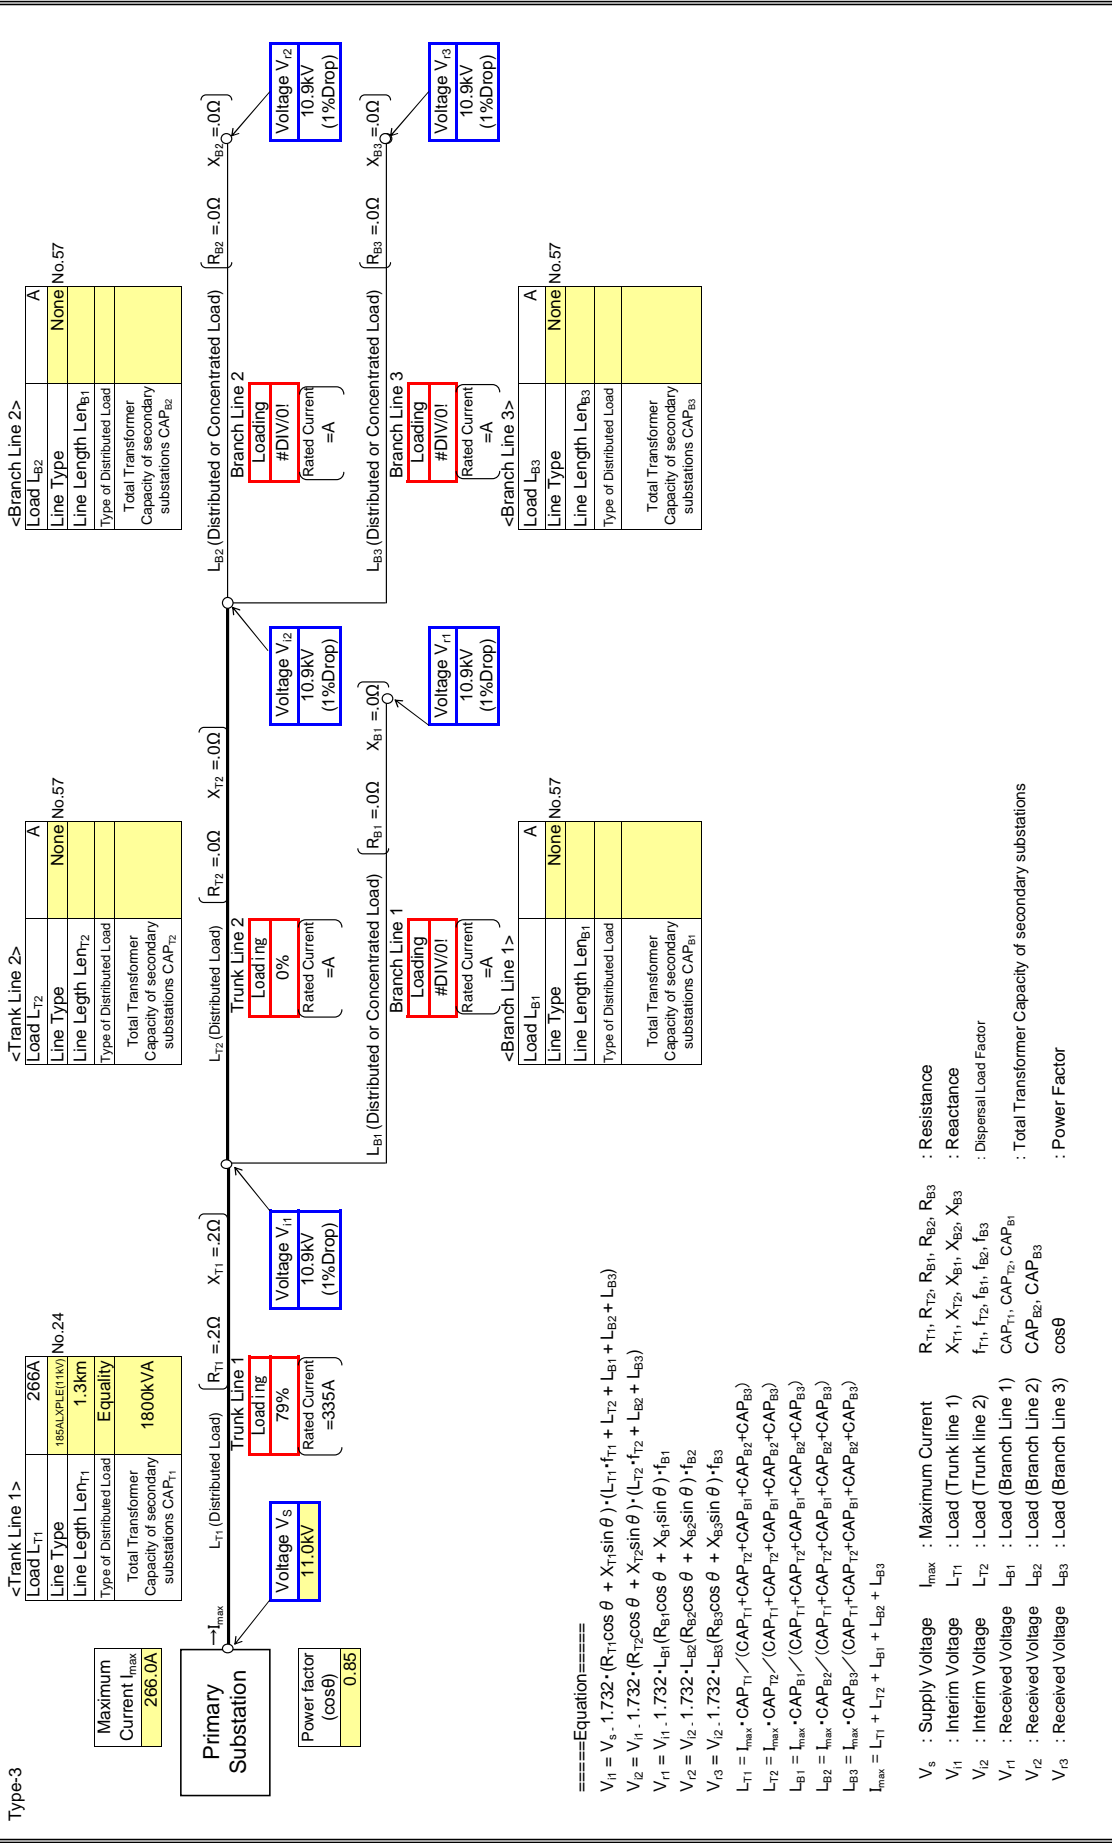 Type-3
Maximum
Current Imax
266.0A
Primary
Substation
Power factor
(cosθ)
0.85
→Imax
Voltage VS
11.0kV
<Trank Line 1>
Load LT1 266A
Line Type 185ALXPLE(11kV) No.24
Line Legth LenT1 1.3km
Type of Distributed Load Equality
Total Transformer
Capacity of secondary
substations CAPT1
1800kVA
LT1 (Distributed Load) RT1 =.2Ω XT1 =.2Ω
Trunk Line 1
Loading
79%
Rated Current
=335A
Voltage Vi1
10.9kV
(1%Drop)
<Trank Line 2>
Load LT2 A
Line Type None No.57
Line Length LenT2
Type of Distributed Load
Total Transformer
Capacity of secondary
substations CAPT2
LT2 (Distributed Load) RT2 =.0Ω XT2 =.0Ω
Trunk Line 2
Loading
0%
Rated Current
=A
Voltage Vi2
10.9kV
(1%Drop)
LB1 (Distributed or Concentrated Load) RB1 =.0Ω XB1 =.0Ω
Branch Line 1
Loading
#DIV/0!
Rated Current
=A
Voltage Vr1
10.9kV
(1%Drop)
<Branch Line 1>
Load LB1 A
Line Type None No.57
Line Length LenB1
Type of Distributed Load
Total Transformer
Capacity of secondary
substations CAPB1
<Branch Line 2>
Load LB2 A
Line Type None No.57
Line Length LenB1
Type of Distributed Load
Total Transformer
Capacity of secondary
substations CAPB2
LB2 (Distributed or Concentrated Load) RB2 =.0Ω XB2 =.0Ω
Branch Line 2
Loading
#DIV/0!
Rated Current
=A
Voltage Vr2
10.9kV
(1%Drop)
LB3 (Distributed or Concentrated Load) RB3 =.0Ω XB3 =.0Ω
Branch Line 3
Loading
#DIV/0!
Rated Current
=A
Voltage Vr3
10.9kV
(1%Drop)
<Branch Line 3>
Load LB3 A
Line Type None No.57
Line Length LenB3
Type of Distributed Load
Total Transformer
Capacity of secondary
substations CAPB3
=====Equation=====
Vi1 = Vs - 1.732･(RT1cos θ + XT1sin θ)･(LT1･fT1 + LT2 + LB1 + LB2 + LB3)
Vi2 = Vi1 - 1.732･(RT2cos θ + XT2sin θ)･(LT2･fT2 + LB2 + LB3)
Vr1 = Vi1 - 1.732･LB1(RB1cos θ + XB1sin θ)･fB1
Vr2 = Vi2 - 1.732･LB2(RB2cos θ + XB2sin θ)･fB2
Vr3 = Vi2 - 1.732･LB3(RB3cos θ + XB3sin θ)･fB3
LT1 = Imax･CAPT1／(CAPT1+CAPT2+CAPB1+CAPB2+CAPB3)
LT2 = Imax･CAPT2／(CAPT1+CAPT2+CAPB1+CAPB2+CAPB3)
LB1 = Imax･CAPB1／(CAPT1+CAPT2+CAPB1+CAPB2+CAPB3)
LB2 = Imax･CAPB2／(CAPT1+CAPT2+CAPB1+CAPB2+CAPB3)
LB3 = Imax･CAPB3／(CAPT1+CAPT2+CAPB1+CAPB2+CAPB3)
Imax = LT1 + LT2 + LB1 + LB2 + LB3
Vs : Supply Voltage Imax : Maximum Current RT1, RT2, RB1, RB2, RB3 : Resistance
Vi1 : Interim Voltage LT1 : Load (Trunk line 1) XT1, XT2, XB1, XB2, XB3 : Reactance
Vi2 : Interim Voltage LT2 : Load (Trunk line 2) fT1, fT2, fB1, fB2, fB3 : Dispersal Load Factor
Vr1 : Received Voltage LB1 : Load (Branch Line 1) CAPT1, CAPT2, CAPB1 : Total Transformer Capacity of secondary substations
Vr2 : Received Voltage LB2 : Load (Branch Line 2) CAPB2, CAPB3
Vr3 : Received Voltage LB3 : Load (Branch Line 3) cosθ : Power Factor